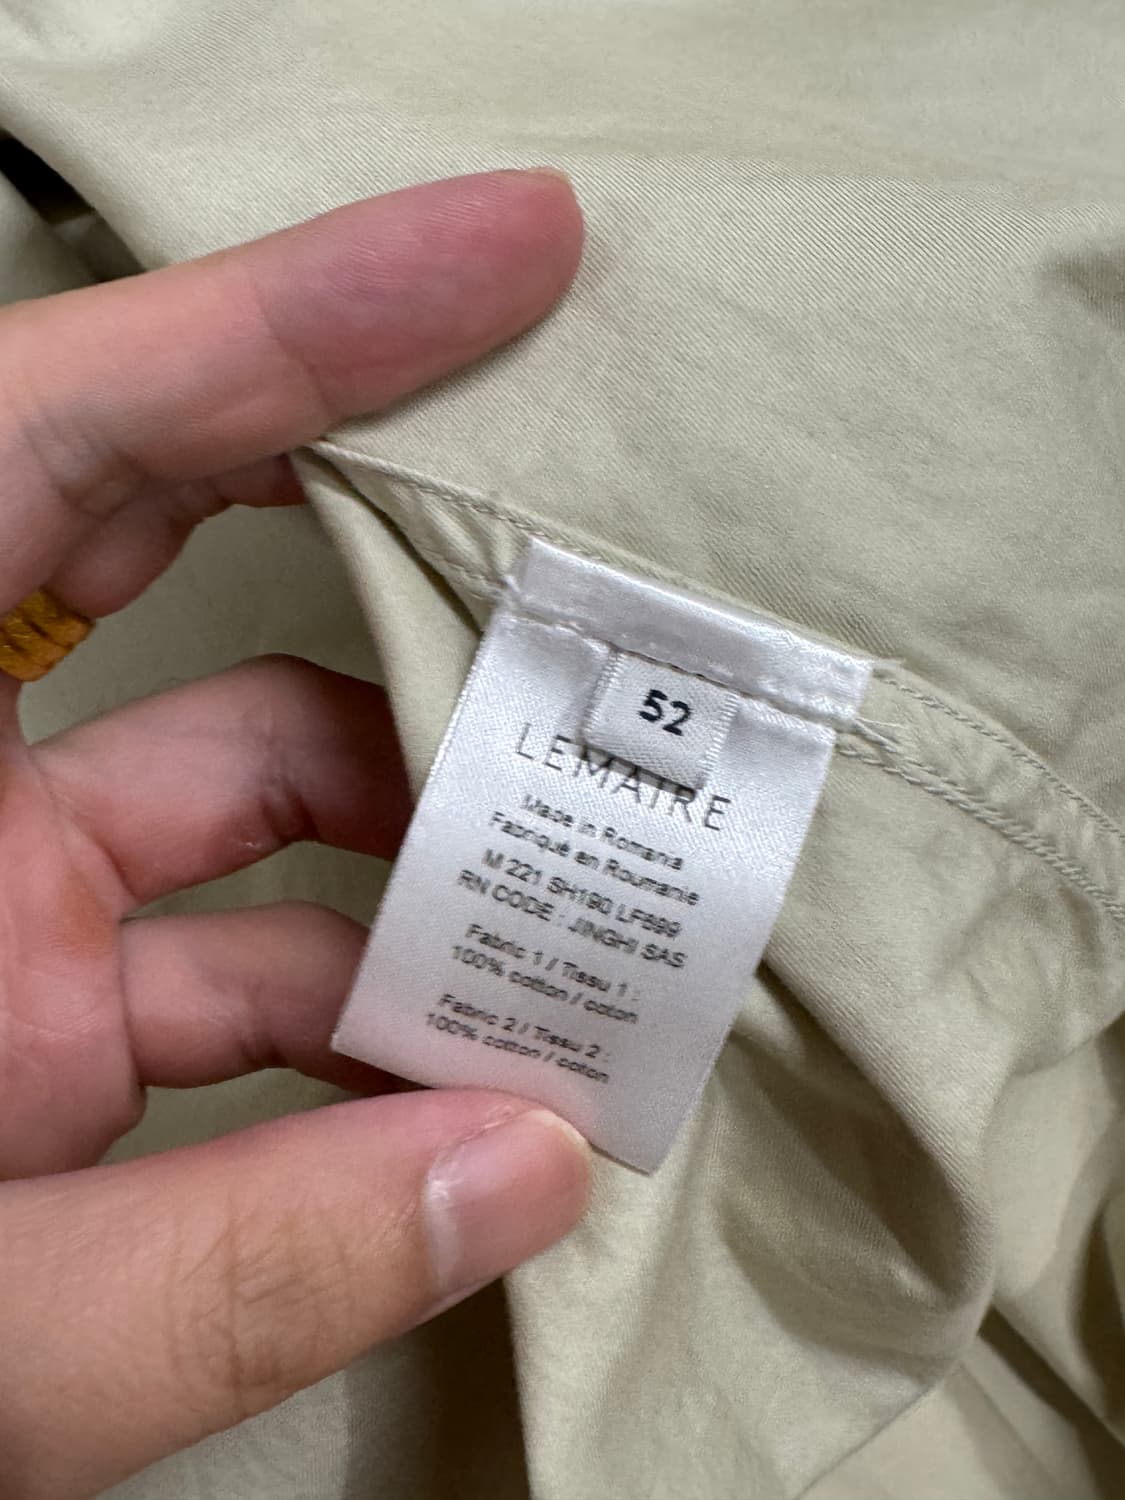 52
LEMAIRE
Made in Romania
Fabriqué en Roumanie
M 221 SH190 LF599
RN CODE : JINGHI SAS
Fabric 1 / Tissu 1 :
100% cotton / coton
Fabric 2 / Tissu 2 :
100% cotton / coton